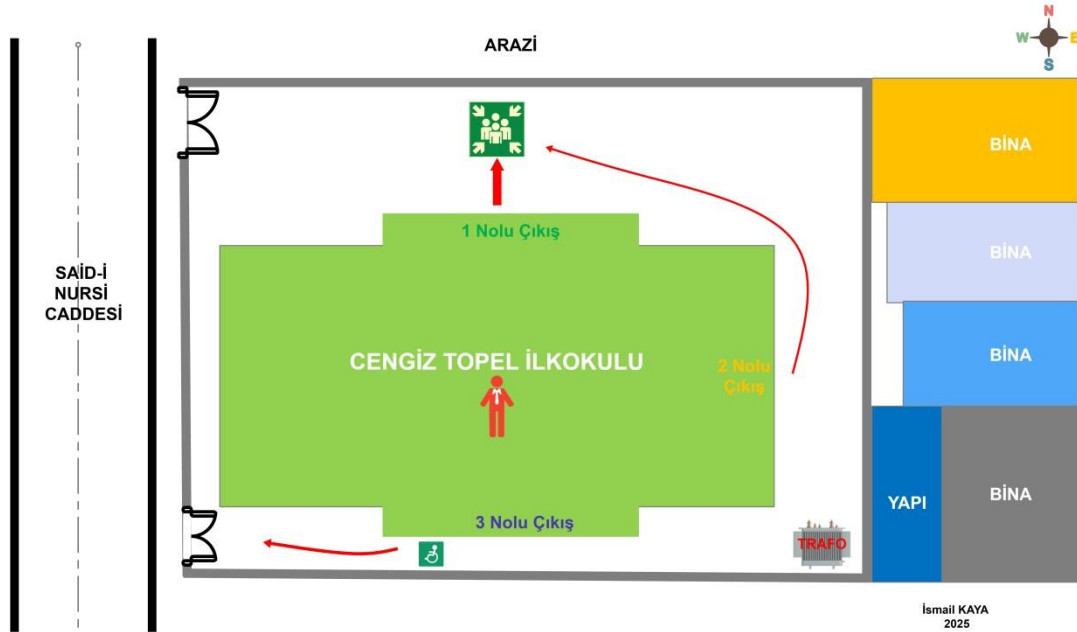 N
W
E
S
ARAZİ
BİNA
1 Nolu Çıkış
BİNA
SAİD-İ
NURSİ
CADDESİ
CENGİZ TOPEL İLKOKULU
2 Nolu
Çıkış
BİNA
YAPI
BİNA
3 Nolu Çıkış
TRAFO
İsmail KAYA
2025